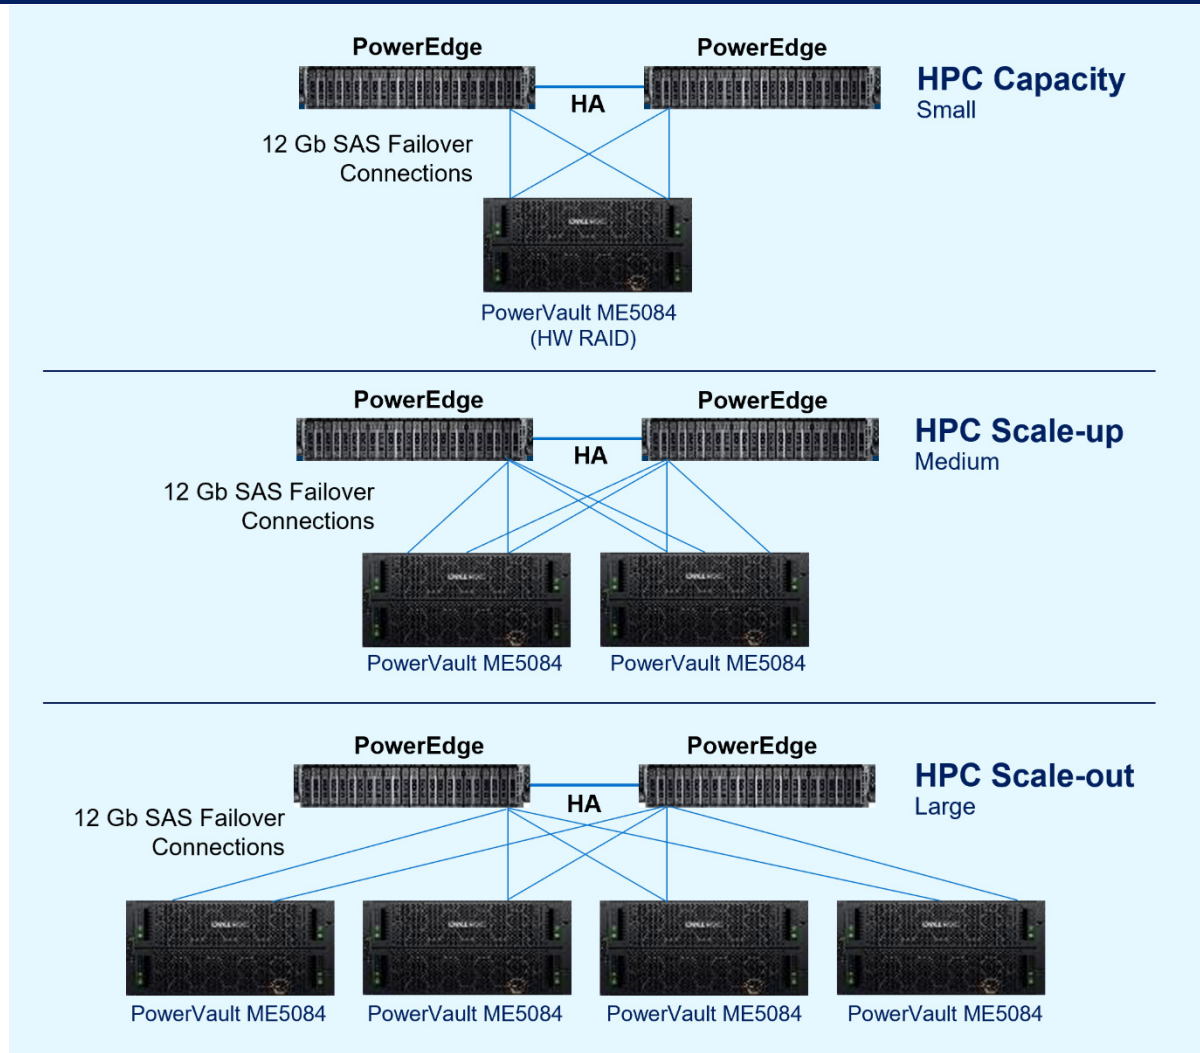 PowerEdge
PowerEdge
HPC Capacity
Small
HA
12 Gb SAS Failover
Connections
PowerVault ME5084
(HW RAID)
PowerEdge
PowerEdge
HPC Scale-up
Medium
HA
12 Gb SAS Failover
Connections
PowerVault ME5084
PowerVault ME5084
PowerEdge
PowerEdge
HPC Scale-out
Large
HA
12 Gb SAS Failover
Connections
PowerVault ME5084
PowerVault ME5084
PowerVault ME5084
PowerVault ME5084